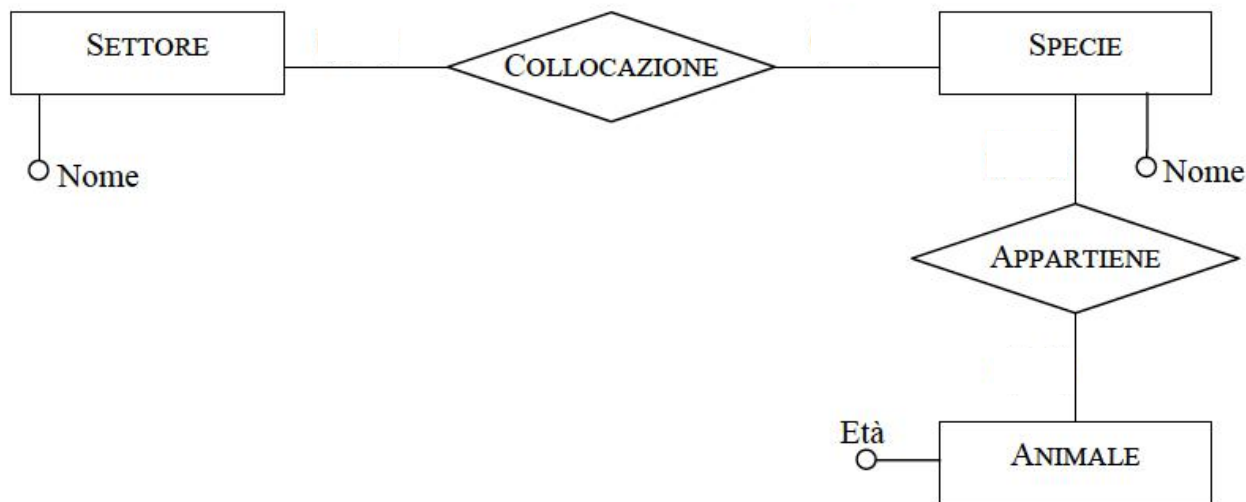 SETTORE
COLLOCAZIONE
SPECIE
Nome
Nome
APPARTIENE
Età
ANIMALE